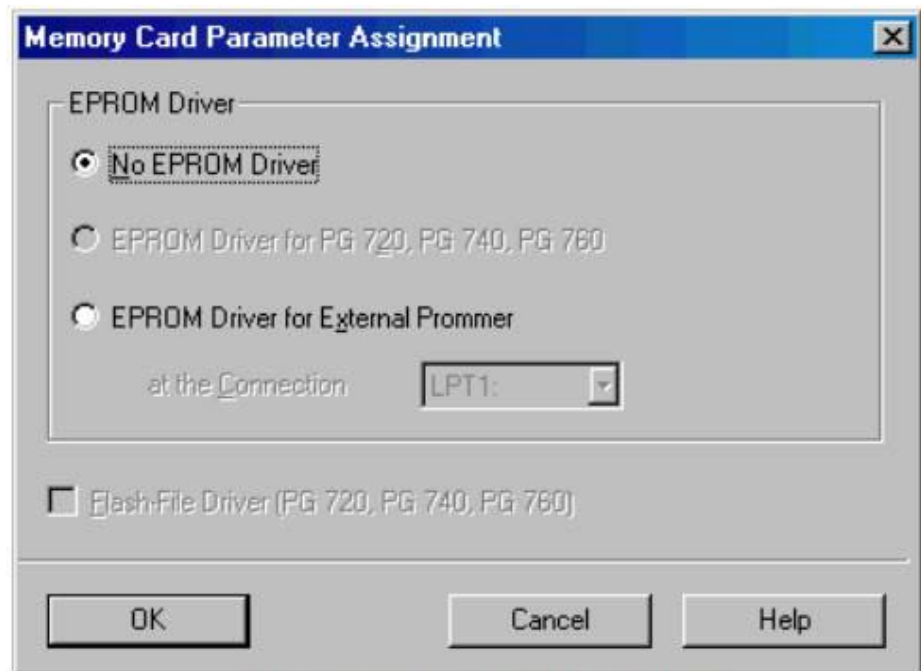 Memory Card Parameter Assignment
EPROM Driver
No EPROM Driver
EPROM Driver for PG 720, PG 740, PG 760
EPROM Driver for External Prommer
at the Connection LPT1:
Flash-File Driver (PG 720, PG 740, PG 760)
OK Cancel Help